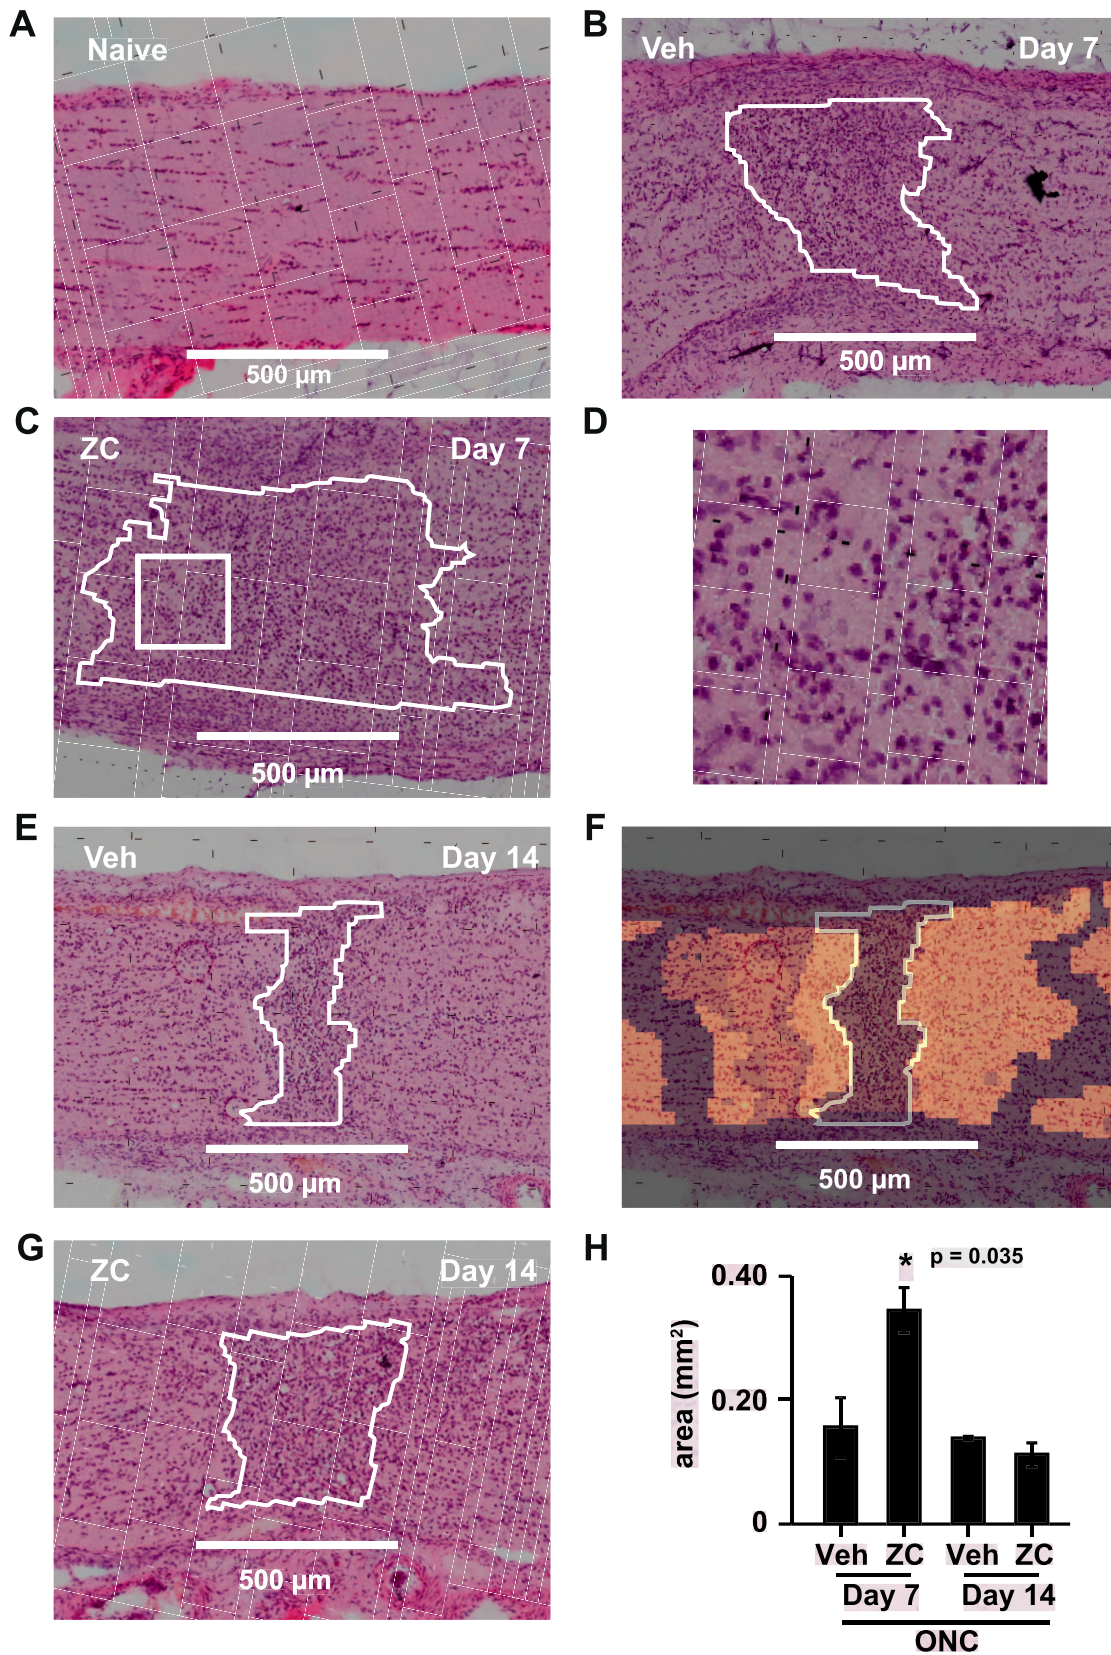 A
Naive
500 µm
B
Veh Day 7
500 µm
C
ZC Day 7
500 µm
D
E
Veh Day 14
500 µm
F
500 µm
G
ZC Day 14
500 µm
H
* p = 0.035
0.40
0.20
0
area (mm²)
Veh ZC Veh ZC
Day 7 Day 14
ONC